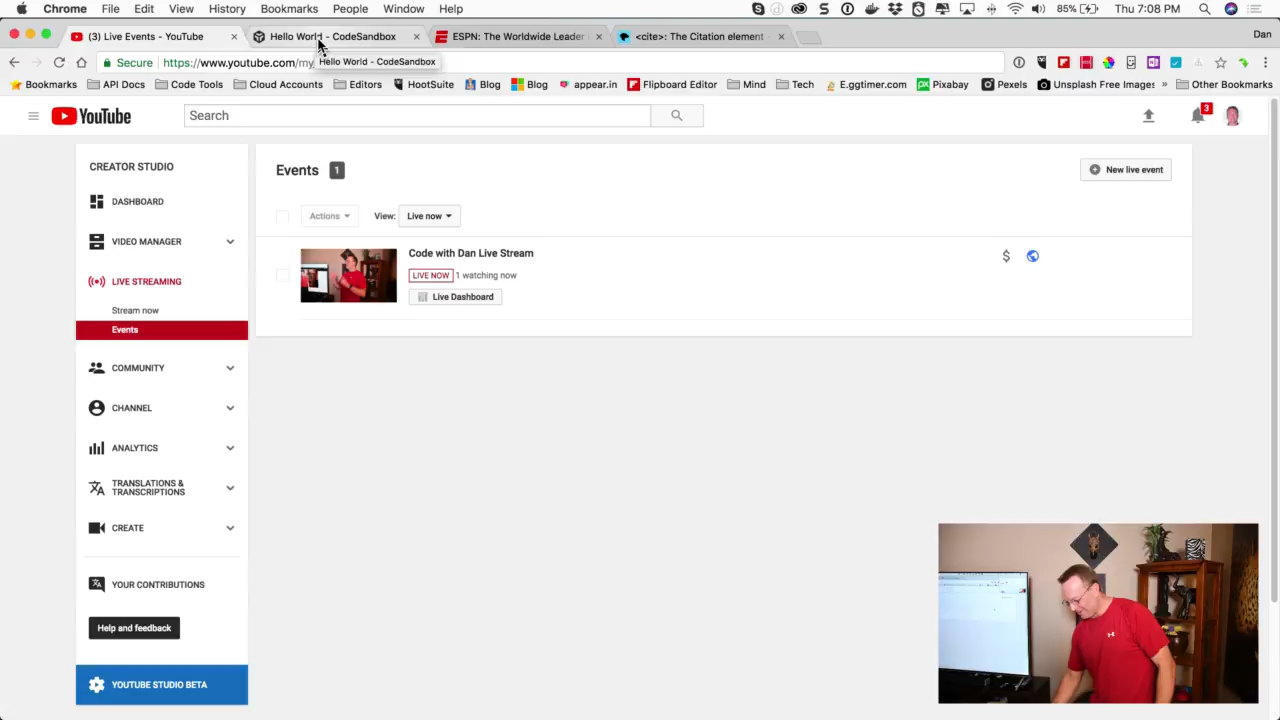 Chrome File Edit View History Bookmarks People Window Help 85% Thu 7:08 PM
(3) Live Events - YouTube Hello World - CodeSandbox ESPN: The Worldwide Leader <cite>: The Citation element Dan
Secure https://www.youtube.com/my
Hello World - CodeSandbox
Bookmarks API Docs Code Tools Cloud Accounts Editors HootSuite Blog Blog appear.in Flipboard Editor Mind Tech E.ggtimer.com Pixabay Pexels Unsplash Free Images » Other Bookmarks
YouTube Search 3
CREATOR STUDIO
Events 1
New live event
DASHBOARD
Actions View: Live now
VIDEO MANAGER
Code with Dan Live Stream
LIVE NOW 1 watching now
LIVE STREAMING
Live Dashboard
Stream now
Events
COMMUNITY
CHANNEL
ANALYTICS
TRANSLATIONS &
TRANSCRIPTIONS
CREATE
YOUR CONTRIBUTIONS
Help and feedback
YOUTUBE STUDIO BETA